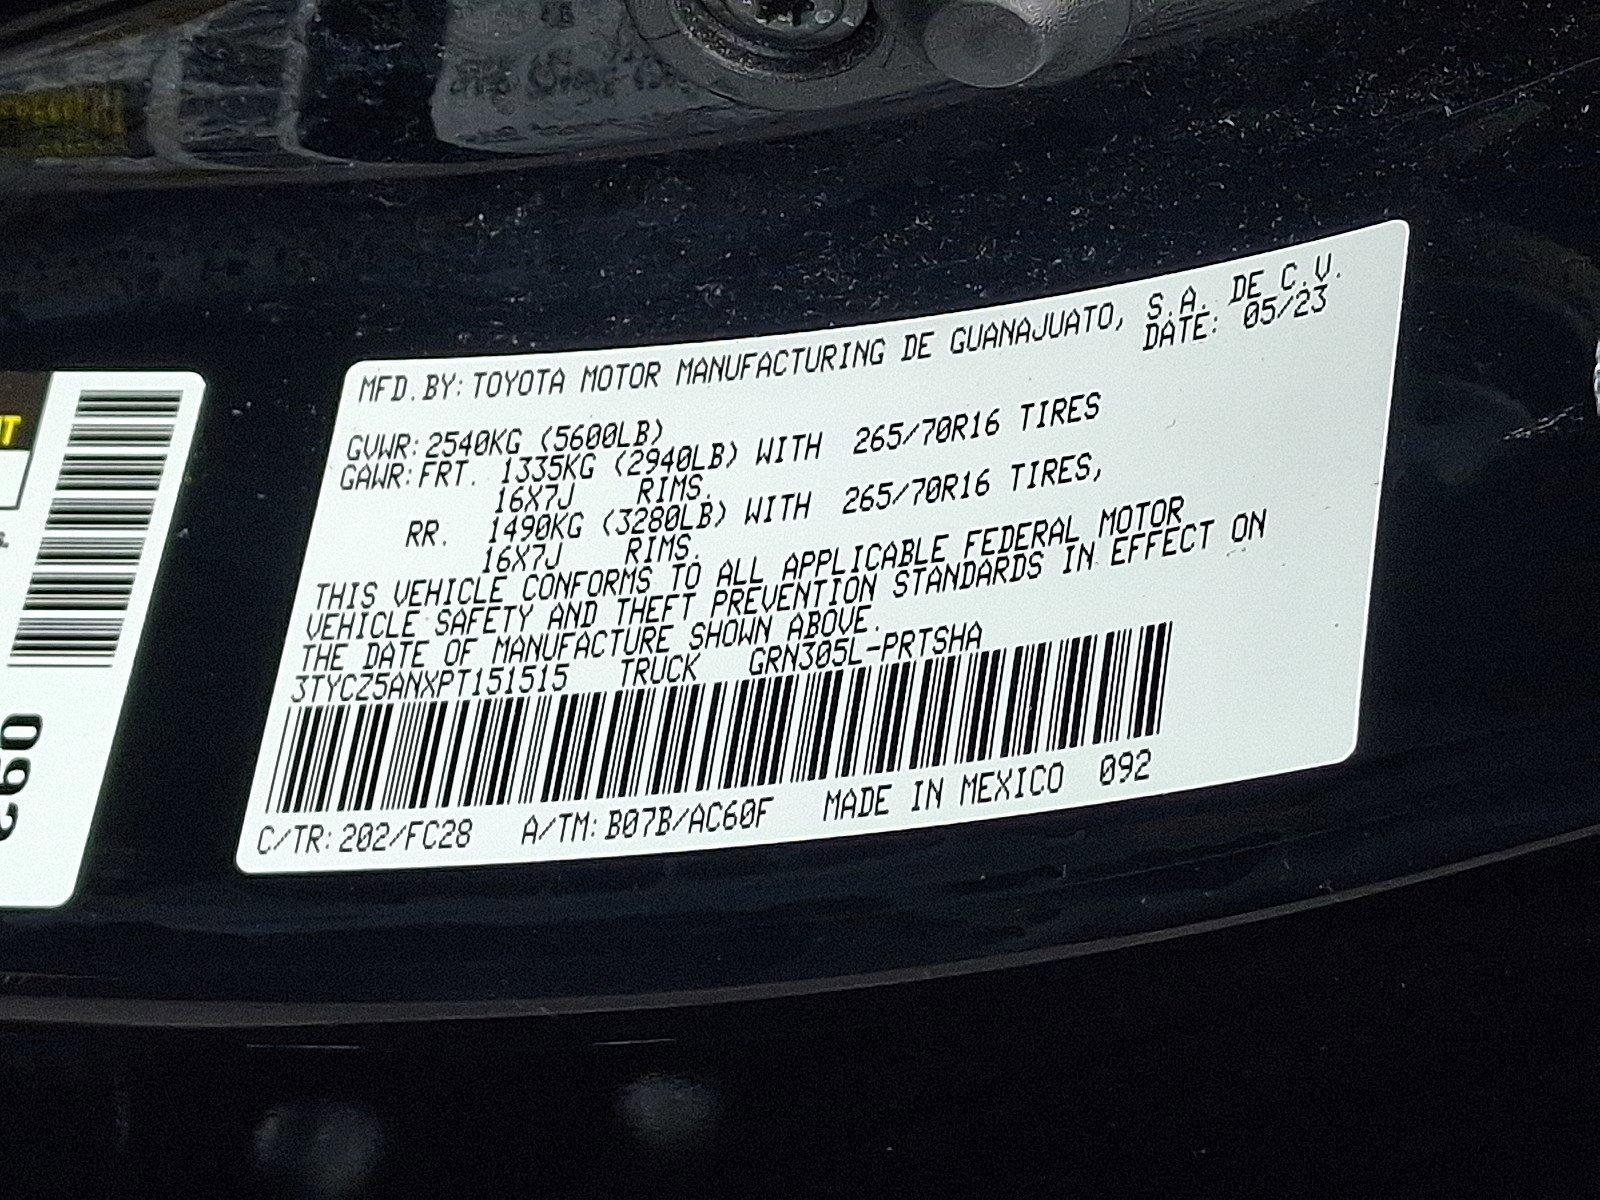 MFD.BY: TOYOTA MOTOR MANUFACTURING DE GUANAJUATO, S.A. DE C.V.
DATE: 05/23
GVWR: 2540KG (5600LB)
GAWR: FRT. 1335KG (2940LB) WITH 265/70R16 TIRES
16X7J RIMS.
RR. 1490KG (3280LB) WITH 265/70R16 TIRES,
16X7J RIMS.
THIS VEHICLE CONFORMS TO ALL APPLICABLE FEDERAL MOTOR
VEHICLE SAFETY AND THEFT PREVENTION STANDARDS IN EFFECT ON
THE DATE OF MANUFACTURE SHOWN ABOVE.
3TYCZ5ANXPT151515 TRUCK GRN305L-PRTSHA
C/TR: 202/FC28 A/TM: B07B/AC60F MADE IN MEXICO 092
260